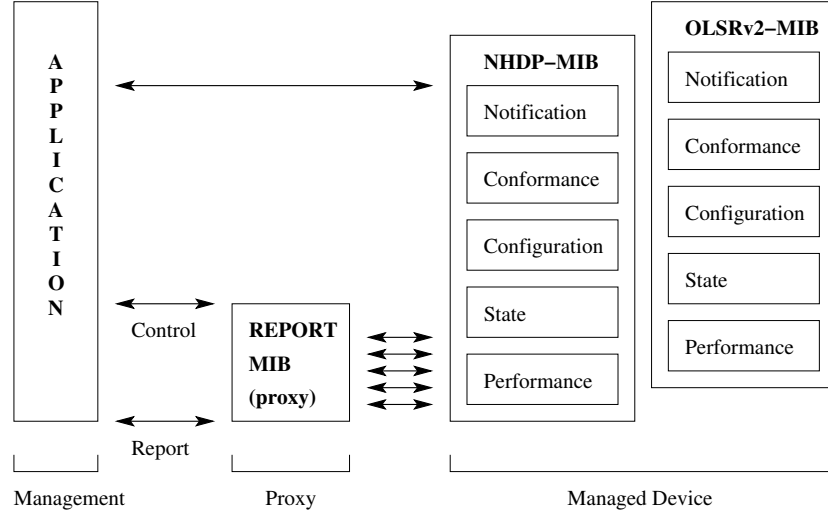 APPLICATION
NHDP−MIB
Notification
Conformance
Configuration
State
Performance
OLSRv2−MIB
Notification
Conformance
Configuration
State
Performance
Control
REPORT
MIB
(proxy)
Report
Management
Proxy
Managed Device